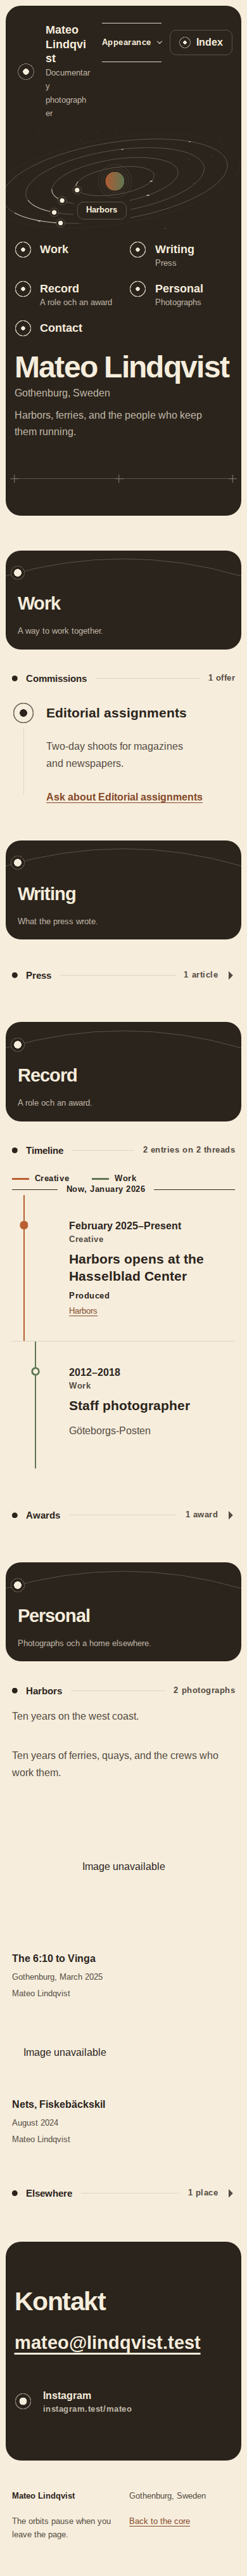 Mateo
Lindqvi
st
Documentar
y
photograph
er
Appearance
Index
Harbors
Work
Writing
Press
Record
A role och an award
Personal
Photographs
Contact
Mateo Lindqvist
Gothenburg, Sweden
Harbors, ferries, and the people who keep
them running.
Work
A way to work together.
Commissions
1 offer
Editorial assignments
Two-day shoots for magazines
and newspapers.
Ask about Editorial assignments
Writing
What the press wrote.
Press
1 article
Record
A role och an award.
Timeline
2 entries on 2 threads
Creative
Work
Now, January 2026
February 2025–Present
Creative
Harbors opens at the
Hasselblad Center
Produced
Harbors
2012–2018
Work
Staff photographer
Göteborgs-Posten
Awards
1 award
Personal
Photographs och a home elsewhere.
Harbors
2 photographs
Ten years on the west coast.
Ten years of ferries, quays, and the crews who
work them.
Image unavailable
The 6:10 to Vinga
Gothenburg, March 2025
Mateo Lindqvist
Image unavailable
Nets, Fiskebäckskil
August 2024
Mateo Lindqvist
Elsewhere
1 place
Kontakt
mateo@lindqvist.test
Instagram
instagram.test/mateo
Mateo Lindqvist
Gothenburg, Sweden
The orbits pause when you
leave the page.
Back to the core